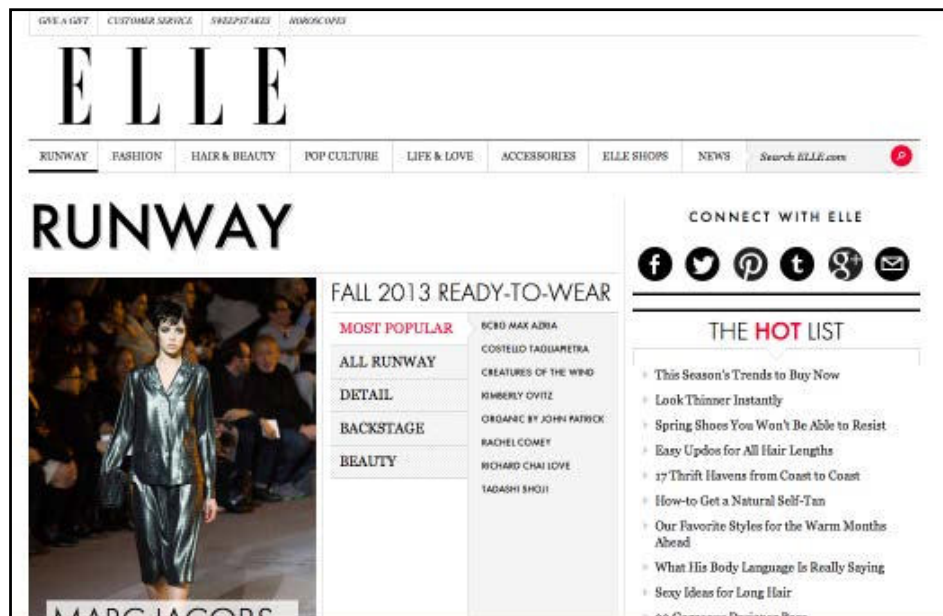 GIVE A GIFT CUSTOMER SERVICE SWEEPSTAKES HOROSCOPES
ELLE
RUNWAY FASHION HAIR & BEAUTY POP CULTURE LIFE & LOVE ACCESSORIES ELLE SHOPS NEWS Search ELLE.com
RUNWAY
FALL 2013 READY-TO-WEAR
MOST POPULAR
ALL RUNWAY
DETAIL
BACKSTAGE
BEAUTY
BCBG MAX AZRIA
COSTELLO TAGLIAPIETRA
CREATURES OF THE WIND
KIMBERLY OVITZ
ORGANIC BY JOHN PATRICK
RACHEL COMEY
RICHARD CHAI LOVE
TADASHI SHOJI
MARC JACOBS
CONNECT WITH ELLE
f t g+
THE HOT LIST
This Season's Trends to Buy Now
Look Thinner Instantly
Spring Shoes You Won't Be Able to Resist
Easy Updos for All Hair Lengths
17 Thrift Havens from Coast to Coast
How-to Get a Natural Self-Tan
Our Favorite Styles for the Warm Months
Ahead
What His Body Language Is Really Saying
Sexy Ideas for Long Hair